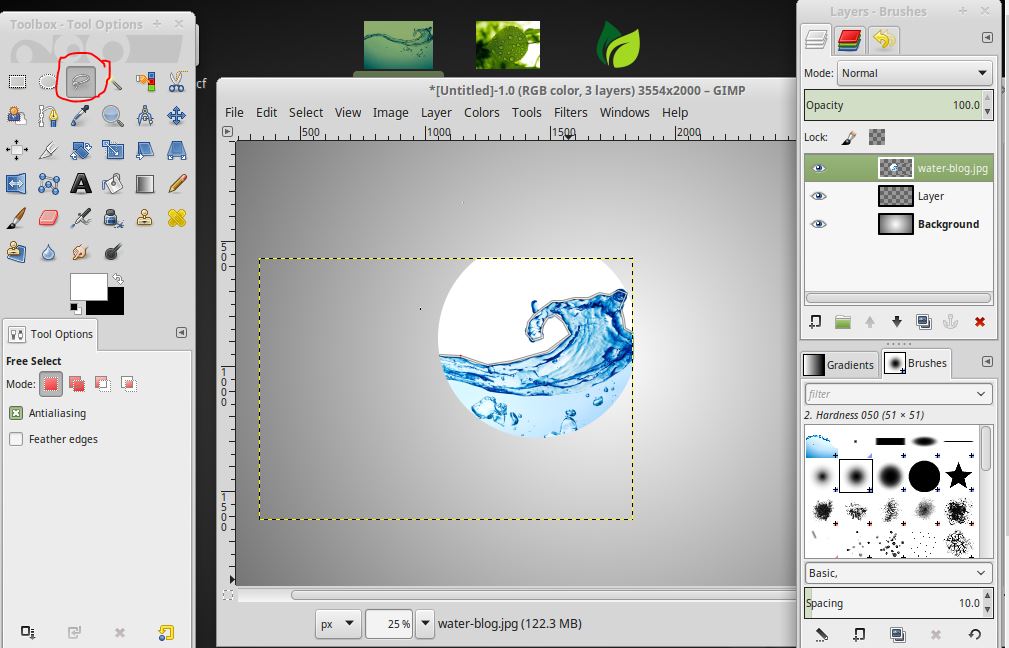 Toolbox - Tool Options
cf
*[Untitled]-1.0 (RGB color, 3 layers) 3554x2000 – GIMP
File Edit Select View Image Layer Colors Tools Filters Windows Help
500 1000 1500 2000
500
1000
1500
Tool Options
Free Select
Mode:
Antialiasing
Feather edges
px 25 % water-blog.jpg (122.3 MB)
Layers - Brushes
Mode: Normal
Opacity 100.0
Lock:
water-blog.jpg
Layer
Background
Gradients Brushes
filter
2. Hardness 050 (51 × 51)
Basic,
Spacing 10.0